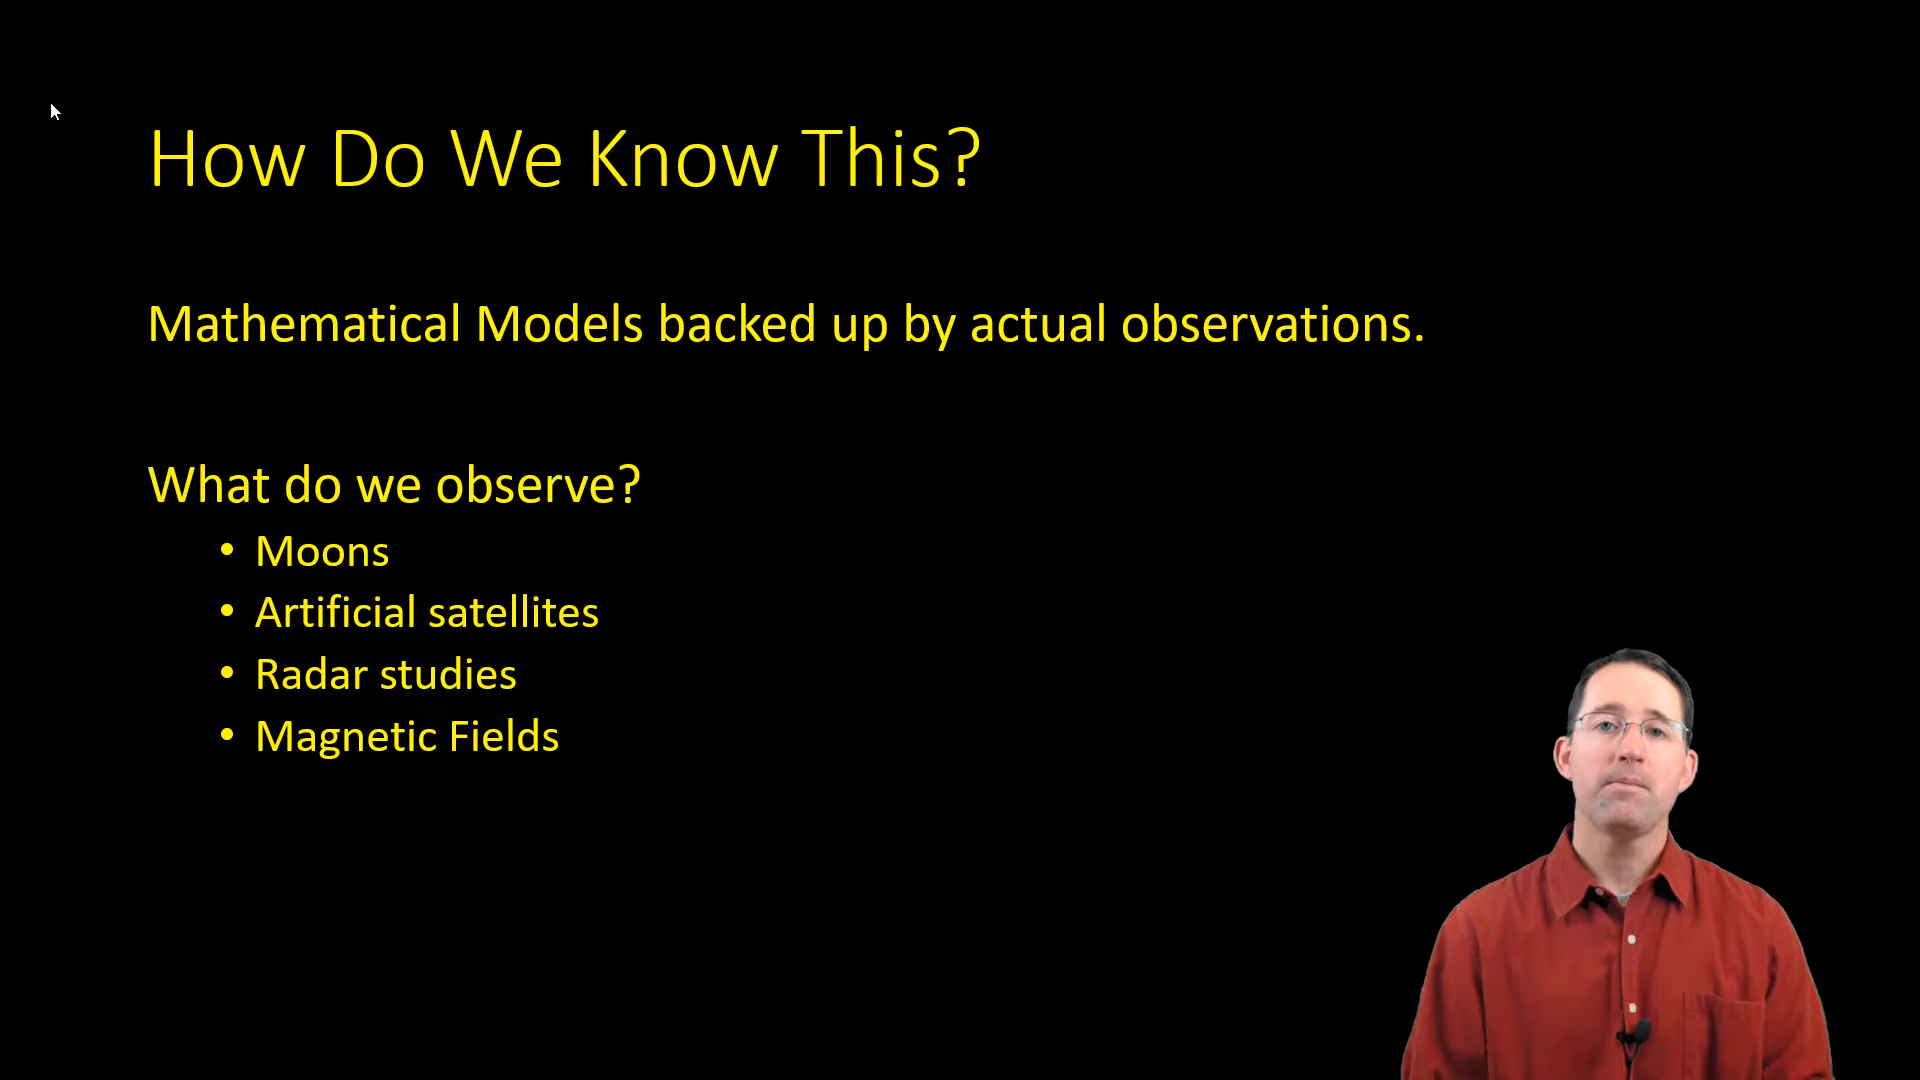 How Do We Know This?
Mathematical Models backed up by actual observations.
What do we observe?
• Moons
• Artificial satellites
• Radar studies
• Magnetic Fields